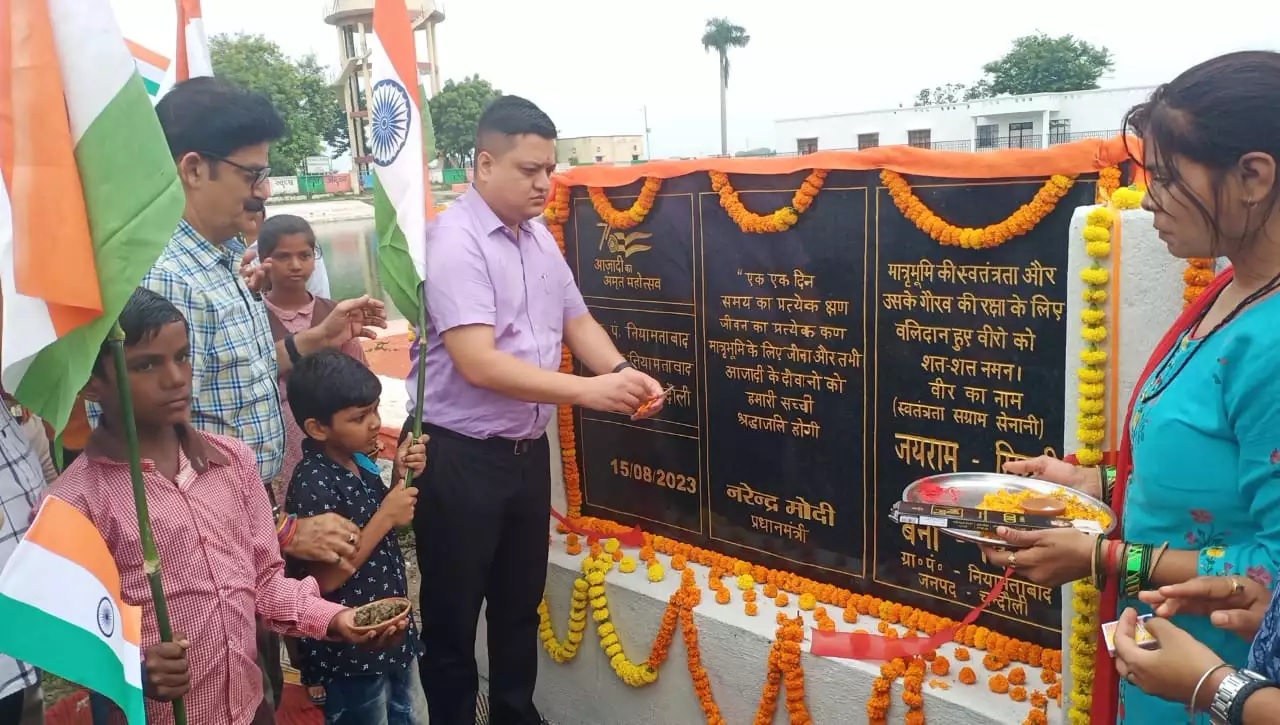 आज़ादी का
अमृत महोत्सव
पं नियामताबाद
नियामताबाद
15/08/2023
“एक एक दिन
समय का प्रत्येक क्षण
जीवन का प्रत्येक कण
मातृभूमि के लिए जीना और तभी
आजादी के दीवानो को
हमारी सच्ची
श्रद्धाजलि होगी
नरेन्द्र मोदी
प्रधानमंत्री
मातृभूमि की स्वतंत्रता और
उसके गौरव की रक्षा के लिए
वलिदान हुए वीरो को
शत-शत नमन।
वीर का नाम
(स्वतंत्रता सग्राम सेनानी)
जयराम -
ग्रा०पं० - नियामताबाद
जनपद - चन्दौली